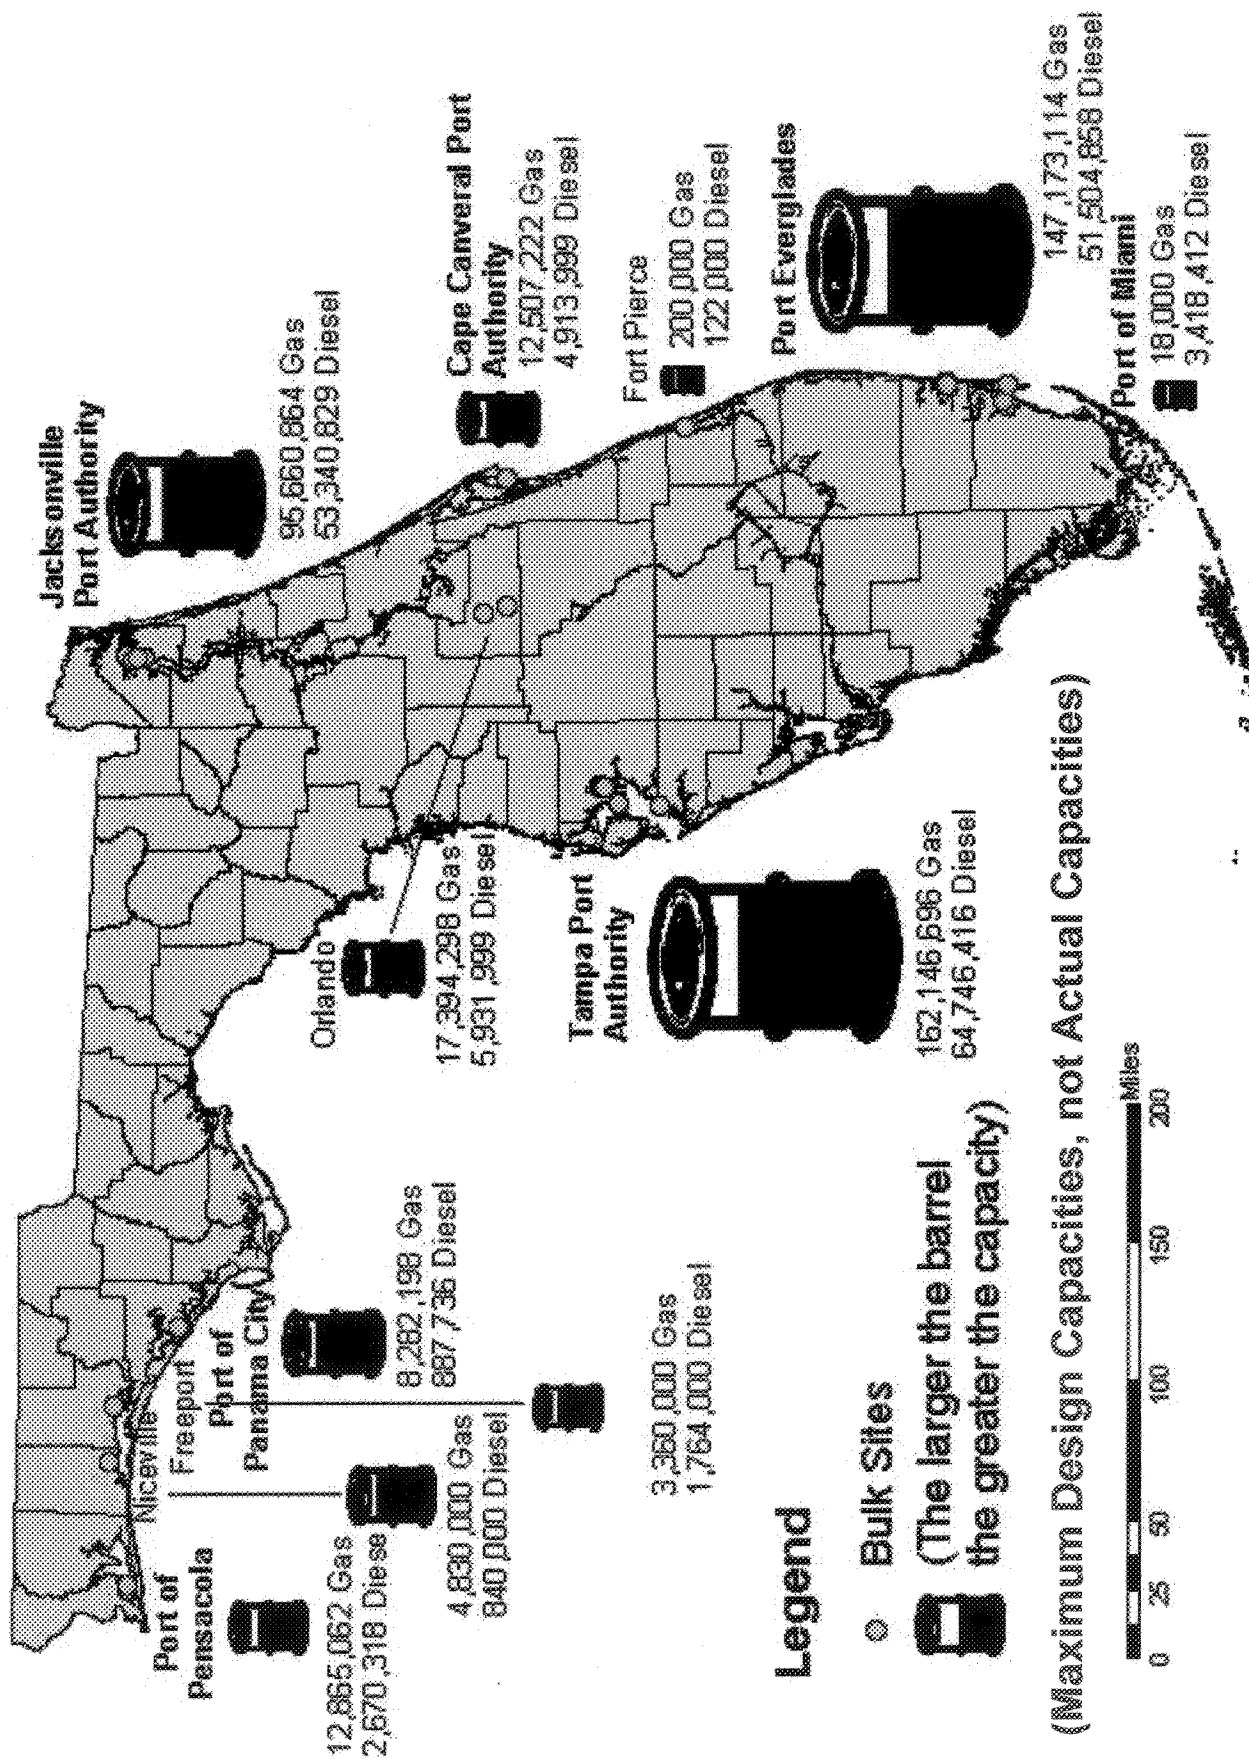 Jacksonville
Port Authority
95,660,864 Gas
53,340,829 Diesel
Cape Canveral Port
Authority
12,507,222 Gas
4,913,999 Diesel
Fort Pierce
200,000 Gas
122,000 Diesel
Port Everglades
147,173,114 Gas
51,504,858 Diesel
Port of Miami
18,000 Gas
3,418,412 Diesel
Orlando
17,394,298 Gas
5,931,999 Diesel
Tampa Port
Authority
162,146,696 Gas
64,746,416 Diesel
Niceville
Freeport
Port of
Panama City
8,282,198 Gas
887,736 Diesel
Port of
Pensacola
12,865,062 Gas
2,670,318 Diese
4,830,000 Gas
840,000 Diesel
3,360,000 Gas
1,764,000 Diesel
Legend
Bulk Sites
(The larger the barrel
the greater the capacity)
(Maximum Design Capacities, not Actual Capacities)
Miles
0 25 50 100 150 200